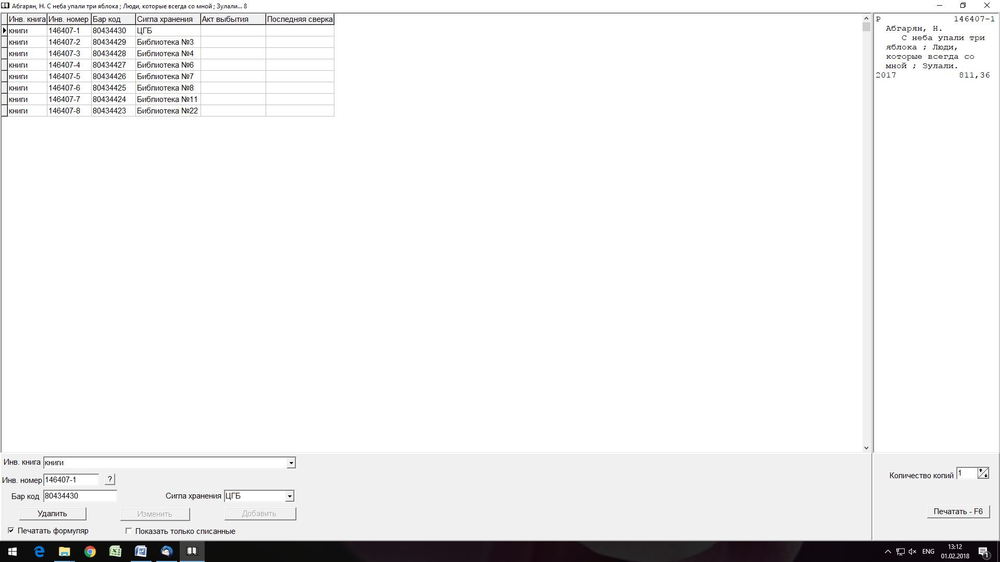 Абгарян, Н. С неба упали три яблока ; Люди, которые всегда со мной ; Зулали... 8
Инв. книга Инв. номер Бар код Сигла хранения Акт выбытия Последняя сверка
книги 146407-1 80434430 ЦГБ
книги 146407-2 80434429 Библиотека №3
книги 146407-3 80434428 Библиотека №4
книги 146407-4 80434427 Библиотека №6
книги 146407-5 80434426 Библиотека №7
книги 146407-6 80434425 Библиотека №8
книги 146407-7 80434424 Библиотека №11
книги 146407-8 80434423 Библиотека №22
Р 146407-1
Абгарян, Н.
С неба упали три
яблока ; Люди,
которые всегда со
мной ; Зулали.
2017 811,36
Инв. книга книги
Инв. номер 146407-1 ?
Бар код 80434430 Сигла хранения ЦГБ
Удалить Изменить Добавить
Печатать формуляр Показать только списанные
Количество копий 1
Печатать - F6
ENG 13:12
01.02.2018 1